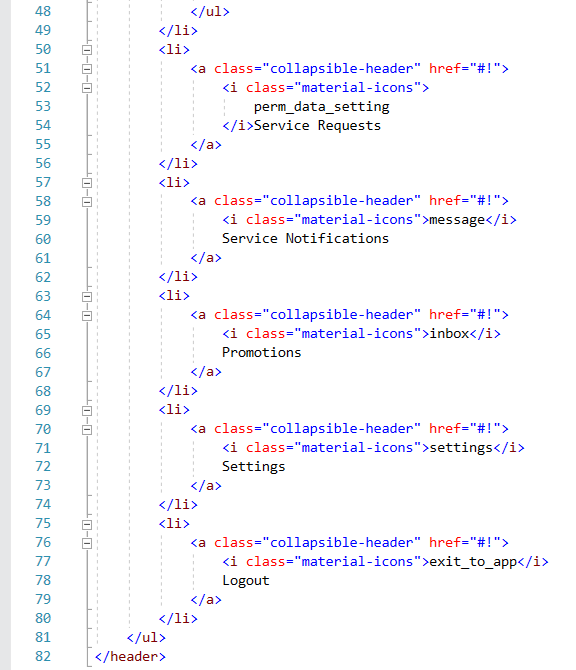 48 </ul>
49 </li>
50 <li>
51 <a class="collapsible-header" href="#!">
52 <i class="material-icons">
53 perm_data_setting
54 </i>Service Requests
55 </a>
56 </li>
57 <li>
58 <a class="collapsible-header" href="#!">
59 <i class="material-icons">message</i>
60 Service Notifications
61 </a>
62 </li>
63 <li>
64 <a class="collapsible-header" href="#!">
65 <i class="material-icons">inbox</i>
66 Promotions
67 </a>
68 </li>
69 <li>
70 <a class="collapsible-header" href="#!">
71 <i class="material-icons">settings</i>
72 Settings
73 </a>
74 </li>
75 <li>
76 <a class="collapsible-header" href="#!">
77 <i class="material-icons">exit_to_app</i>
78 Logout
79 </a>
80 </li>
81 </ul>
82 </header>